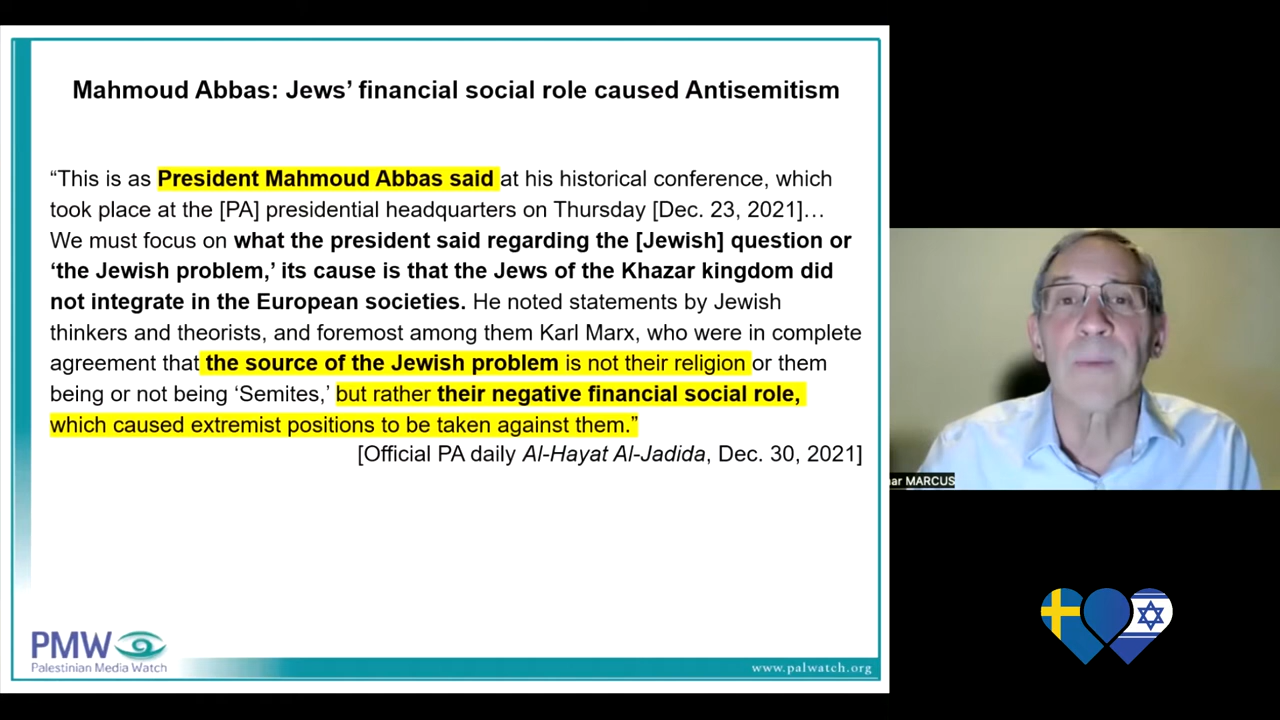 Mahmoud Abbas: Jews’ financial social role caused Antisemitism
“This is as President Mahmoud Abbas said at his historical conference, which
took place at the [PA] presidential headquarters on Thursday [Dec. 23, 2021]…
We must focus on what the president said regarding the [Jewish] question or
‘the Jewish problem,’ its cause is that the Jews of the Khazar kingdom did
not integrate in the European societies. He noted statements by Jewish
thinkers and theorists, and foremost among them Karl Marx, who were in complete
agreement that the source of the Jewish problem is not their religion or them
being or not being ‘Semites,’ but rather their negative financial social role,
which caused extremist positions to be taken against them.”
[Official PA daily Al-Hayat Al-Jadida, Dec. 30, 2021]
PMW
Palestinian Media Watch
www.palwatch.org
MARCUS